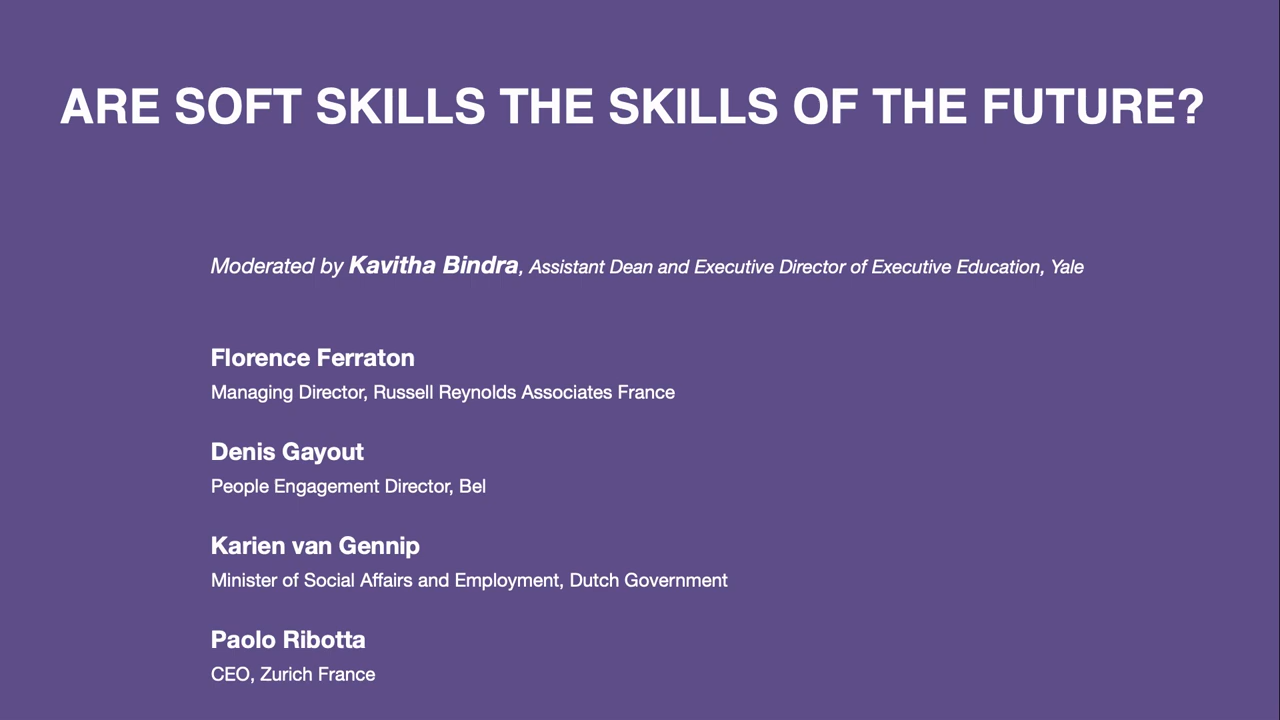 ARE SOFT SKILLS THE SKILLS OF THE FUTURE?
Moderated by Kavitha Bindra, Assistant Dean and Executive Director of Executive Education, Yale
Florence Ferraton
Managing Director, Russell Reynolds Associates France
Denis Gayout
People Engagement Director, Bel
Karien van Gennip
Minister of Social Affairs and Employment, Dutch Government
Paolo Ribotta
CEO, Zurich France